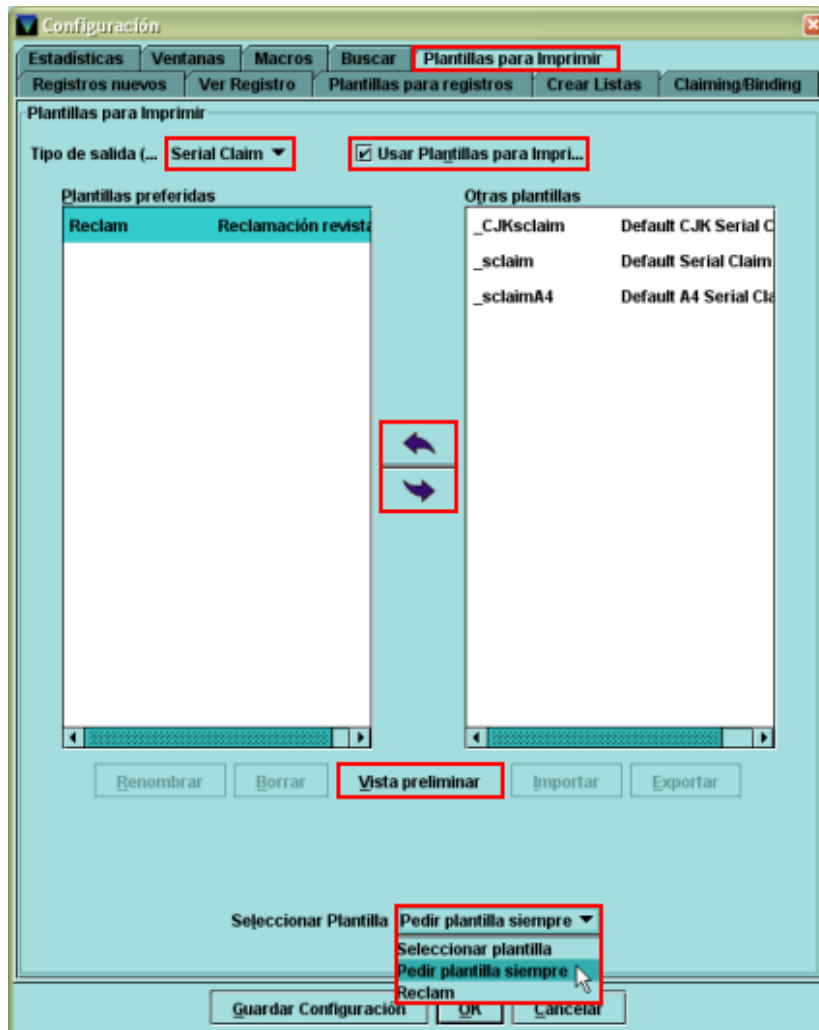 Configuración
Estadísticas Ventanas Macros Buscar Plantillas para Imprimir
Registros nuevos Ver Registro Plantillas para registros Crear Listas Claiming/Binding
Plantillas para Imprimir
Tipo de salida (... Serial Claim Usar Plantillas para Impri...
Plantillas preferidas Otras plantillas
Reclam Reclamación revista _CJKsclaim Default CJK Serial C
_sclaim Default Serial Claim
_sclaimA4 Default A4 Serial Cla
Renombrar Borrar Vista preliminar Importar Exportar
Seleccionar Plantilla Pedir plantilla siempre
Seleccionar plantilla
Pedir plantilla siempre
Reclam
Guardar Configuración OK Cancelar